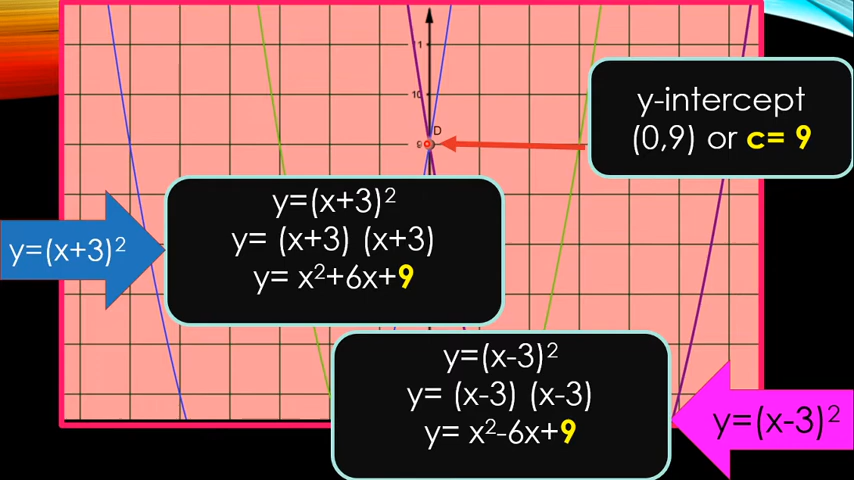 11
10
D
9
y-intercept
(0,9) or c= 9
y=(x+3)²
y= (x+3) (x+3)
y= x²+6x+9
y=(x+3)²
y=(x-3)²
y= (x-3) (x-3)
y= x²-6x+9
y=(x-3)²